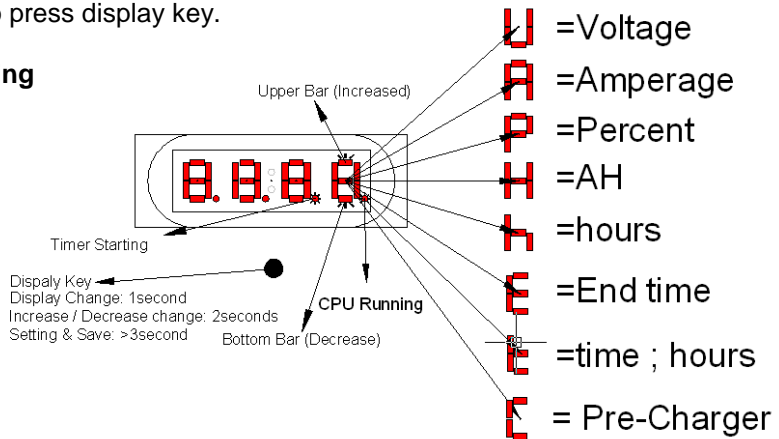 press display key.
ng
Upper Bar (Increased)
Timer Starting
Dispaly Key
Display Change: 1second
Increase / Decrease change: 2seconds
Setting & Save: >3second
CPU Running
Bottom Bar (Decrease)
U =Voltage
A =Amperage
P =Percent
H =AH
h =hours
E =End time
t =time ; hours
C = Pre-Charger